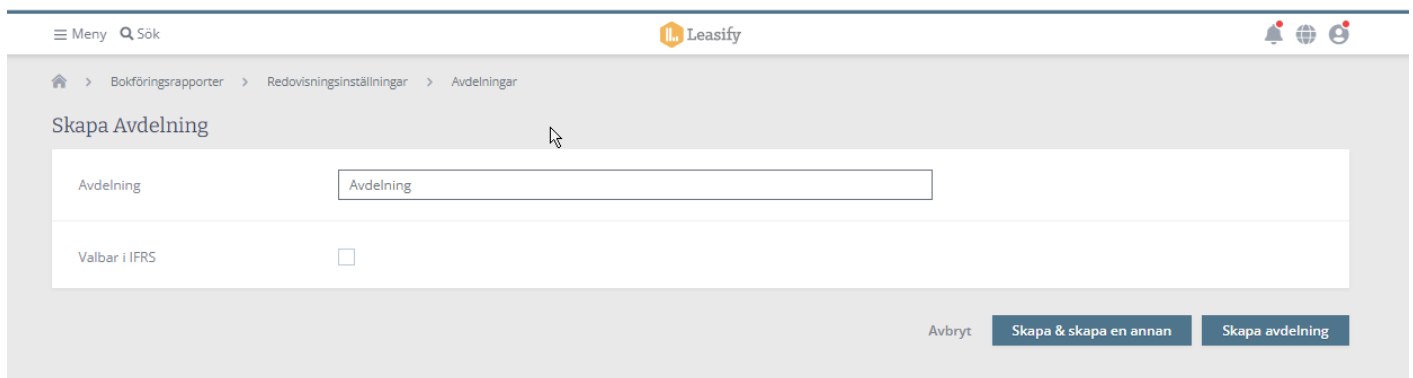 Meny Sök Leasify
Bokföringsrapporter > Redovisningsinställningar > Avdelningar
Skapa Avdelning
Avdelning Avdelning
Valbar i IFRS
Avbryt Skapa & skapa en annan Skapa avdelning